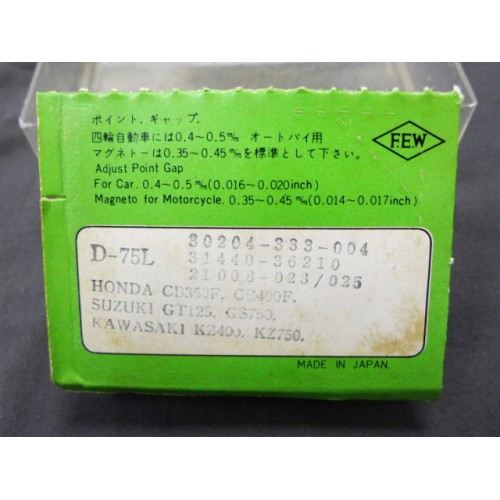 ポイント、ギャップ.
四輪自動車には0.4～0.5㎜ オートバイ用
マグネトーは0.35～0.45㎜を標準として下さい。
Adjust Point Gap
For Car. 0.4～0.5㎜(0.016～0.020inch)
Magneto for Motorcycle. 0.35～0.45㎜(0.014～0.017inch)
F.E.W
D-75L
30204-333-004
31440-36210
21008-023/025
HONDA CB350F. CB400F.
SUZUKI GT125. GS750.
KAWASAKI KZ400. KZ750.
MADE IN JAPAN.